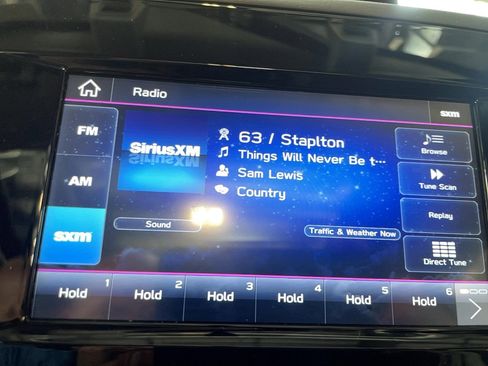 Radio
sxm
FM
AM
sxm
SiriusXM
63 / Staplton
Things Will Never Be t...
Sam Lewis
Country
Sound
Traffic & Weather Now
Browse
Tune Scan
Replay
Direct Tune
Hold 1
Hold 2
Hold 3
Hold 4
Hold 5
Hold 6